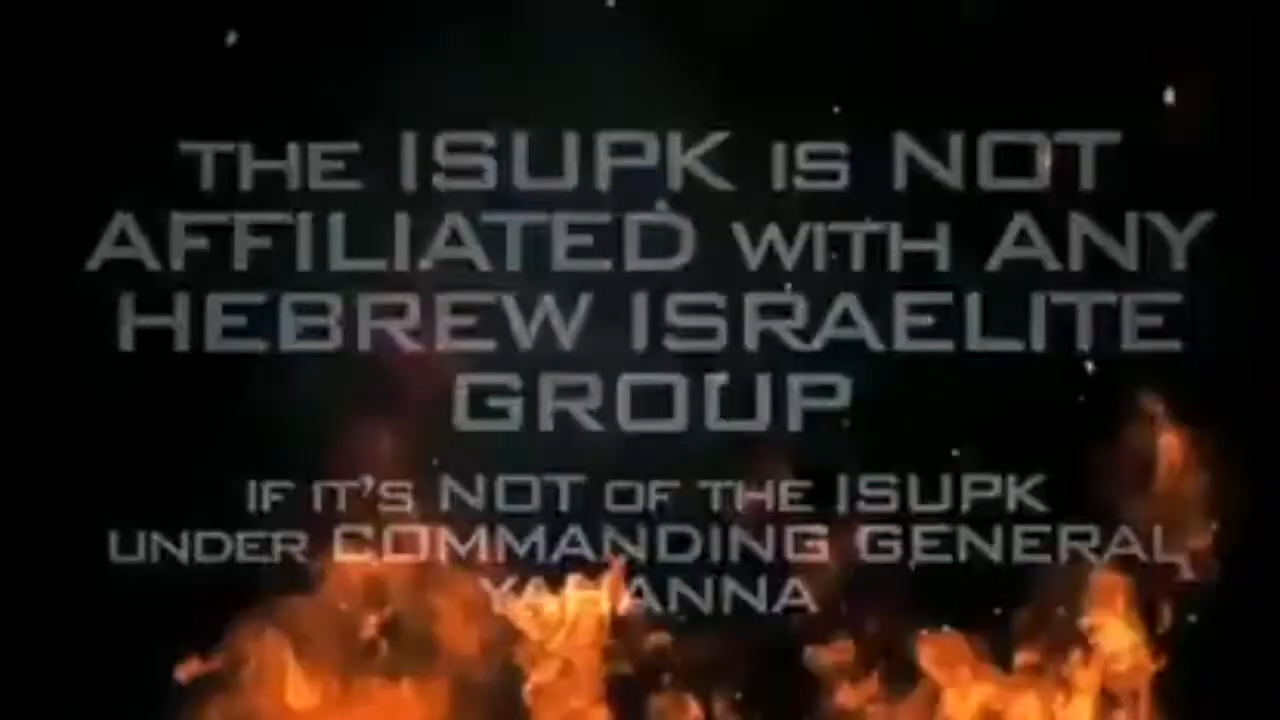 THE ISUPK IS NOT
AFFILIATED WITH ANY
HEBREW ISRAELITE
GROUP
IF IT'S NOT OF THE ISUPK
UNDER COMMANDING GENERAL
YAHANNA